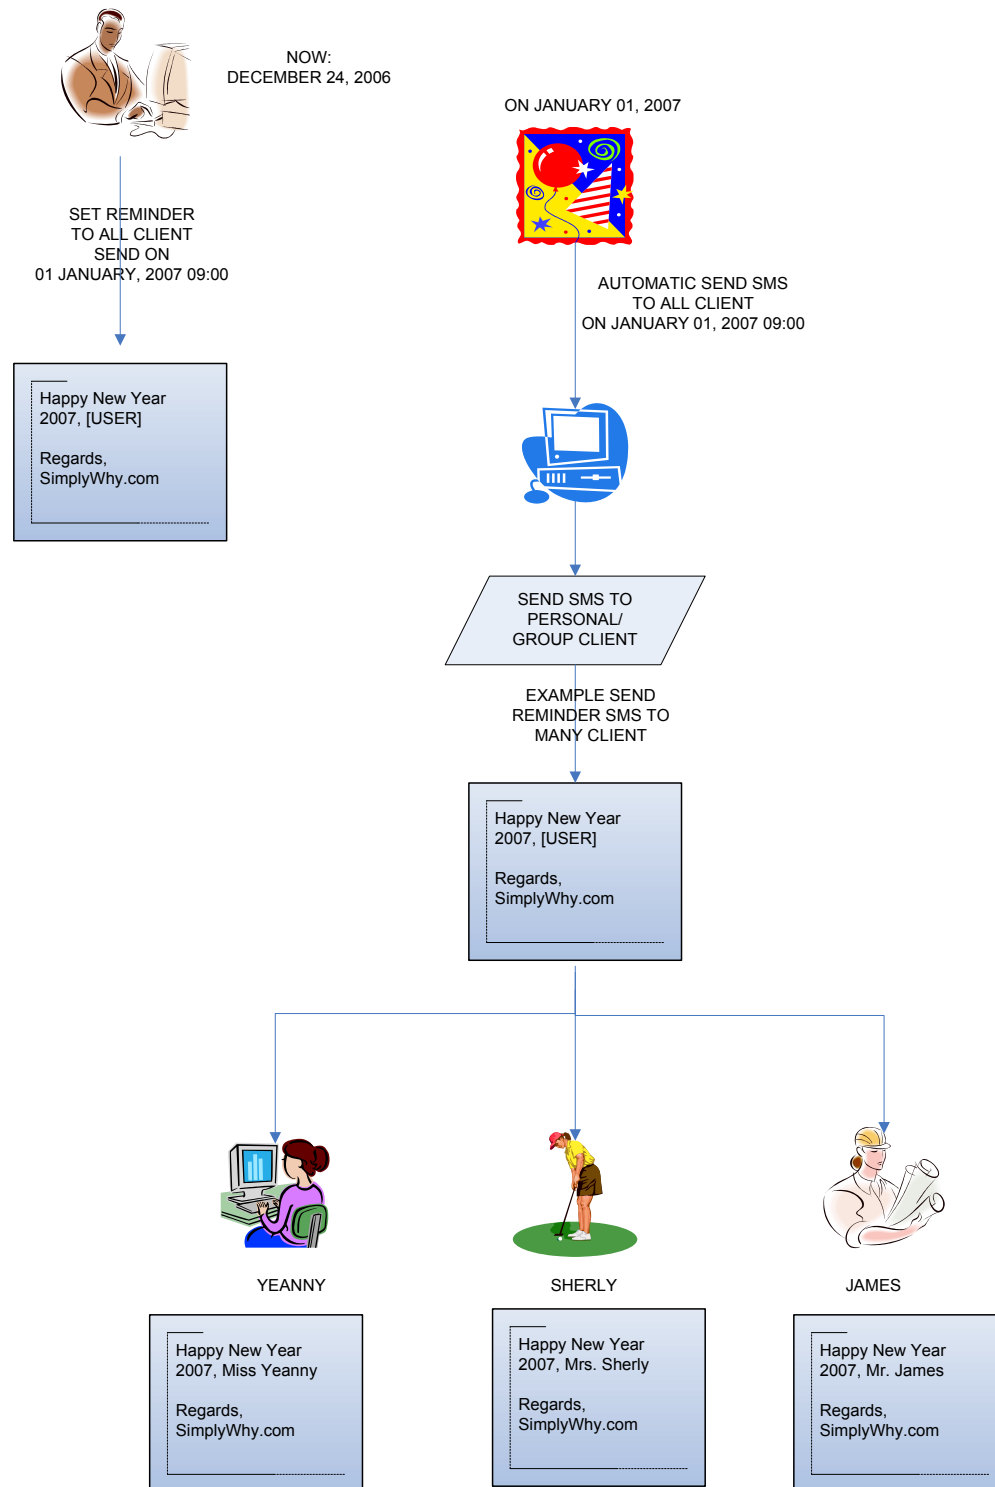 NOW:
DECEMBER 24, 2006
SET REMINDER
TO ALL CLIENT
SEND ON
01 JANUARY, 2007 09:00
Happy New Year
2007, [USER]
Regards,
SimplyWhy.com
ON JANUARY 01, 2007
AUTOMATIC SEND SMS
TO ALL CLIENT
ON JANUARY 01, 2007 09:00
SEND SMS TO
PERSONAL/
GROUP CLIENT
EXAMPLE SEND
REMINDER SMS TO
MANY CLIENT
Happy New Year
2007, [USER]
Regards,
SimplyWhy.com
YEANNY
Happy New Year
2007, Miss Yeanny
Regards,
SimplyWhy.com
SHERLY
Happy New Year
2007, Mrs. Sherly
Regards,
SimplyWhy.com
JAMES
Happy New Year
2007, Mr. James
Regards,
SimplyWhy.com